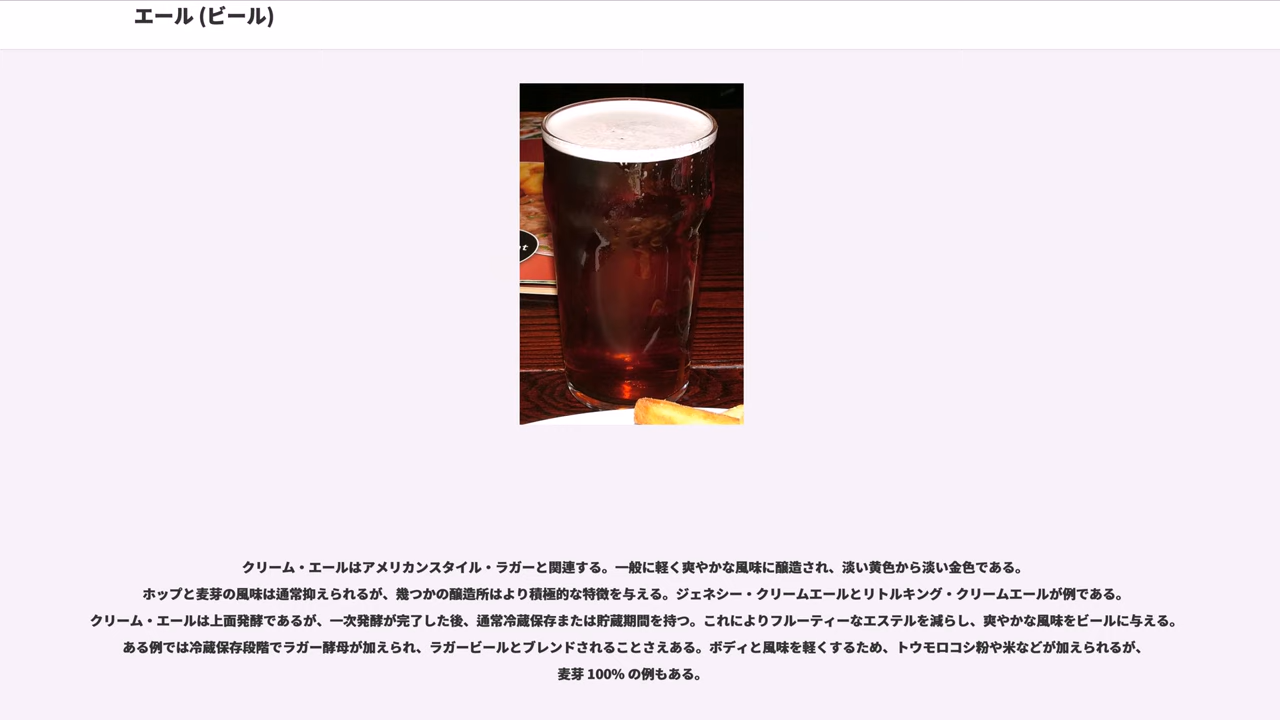 エール (ビール)
クリーム・エールはアメリカンスタイル・ラガーと関連する。一般に軽く爽やかな風味に醸造され、淡い黄色から淡い金色である。
ホップと麦芽の風味は通常抑えられるが、幾つかの醸造所はより積極的な特徴を与える。ジェネシー・クリームエールとリトルキング・クリームエールが例である。
クリーム・エールは上面発酵であるが、一次発酵が完了した後、通常冷蔵保存または貯蔵期間を持つ。これによりフルーティーなエステルを減らし、爽やかな風味をビールに与える。
ある例では冷蔵保存段階でラガー酵母が加えられ、ラガービールとブレンドされることさえある。ボディと風味を軽くするため、トウモロコシ粉や米などが加えられるが、
麦芽 100% の例もある。